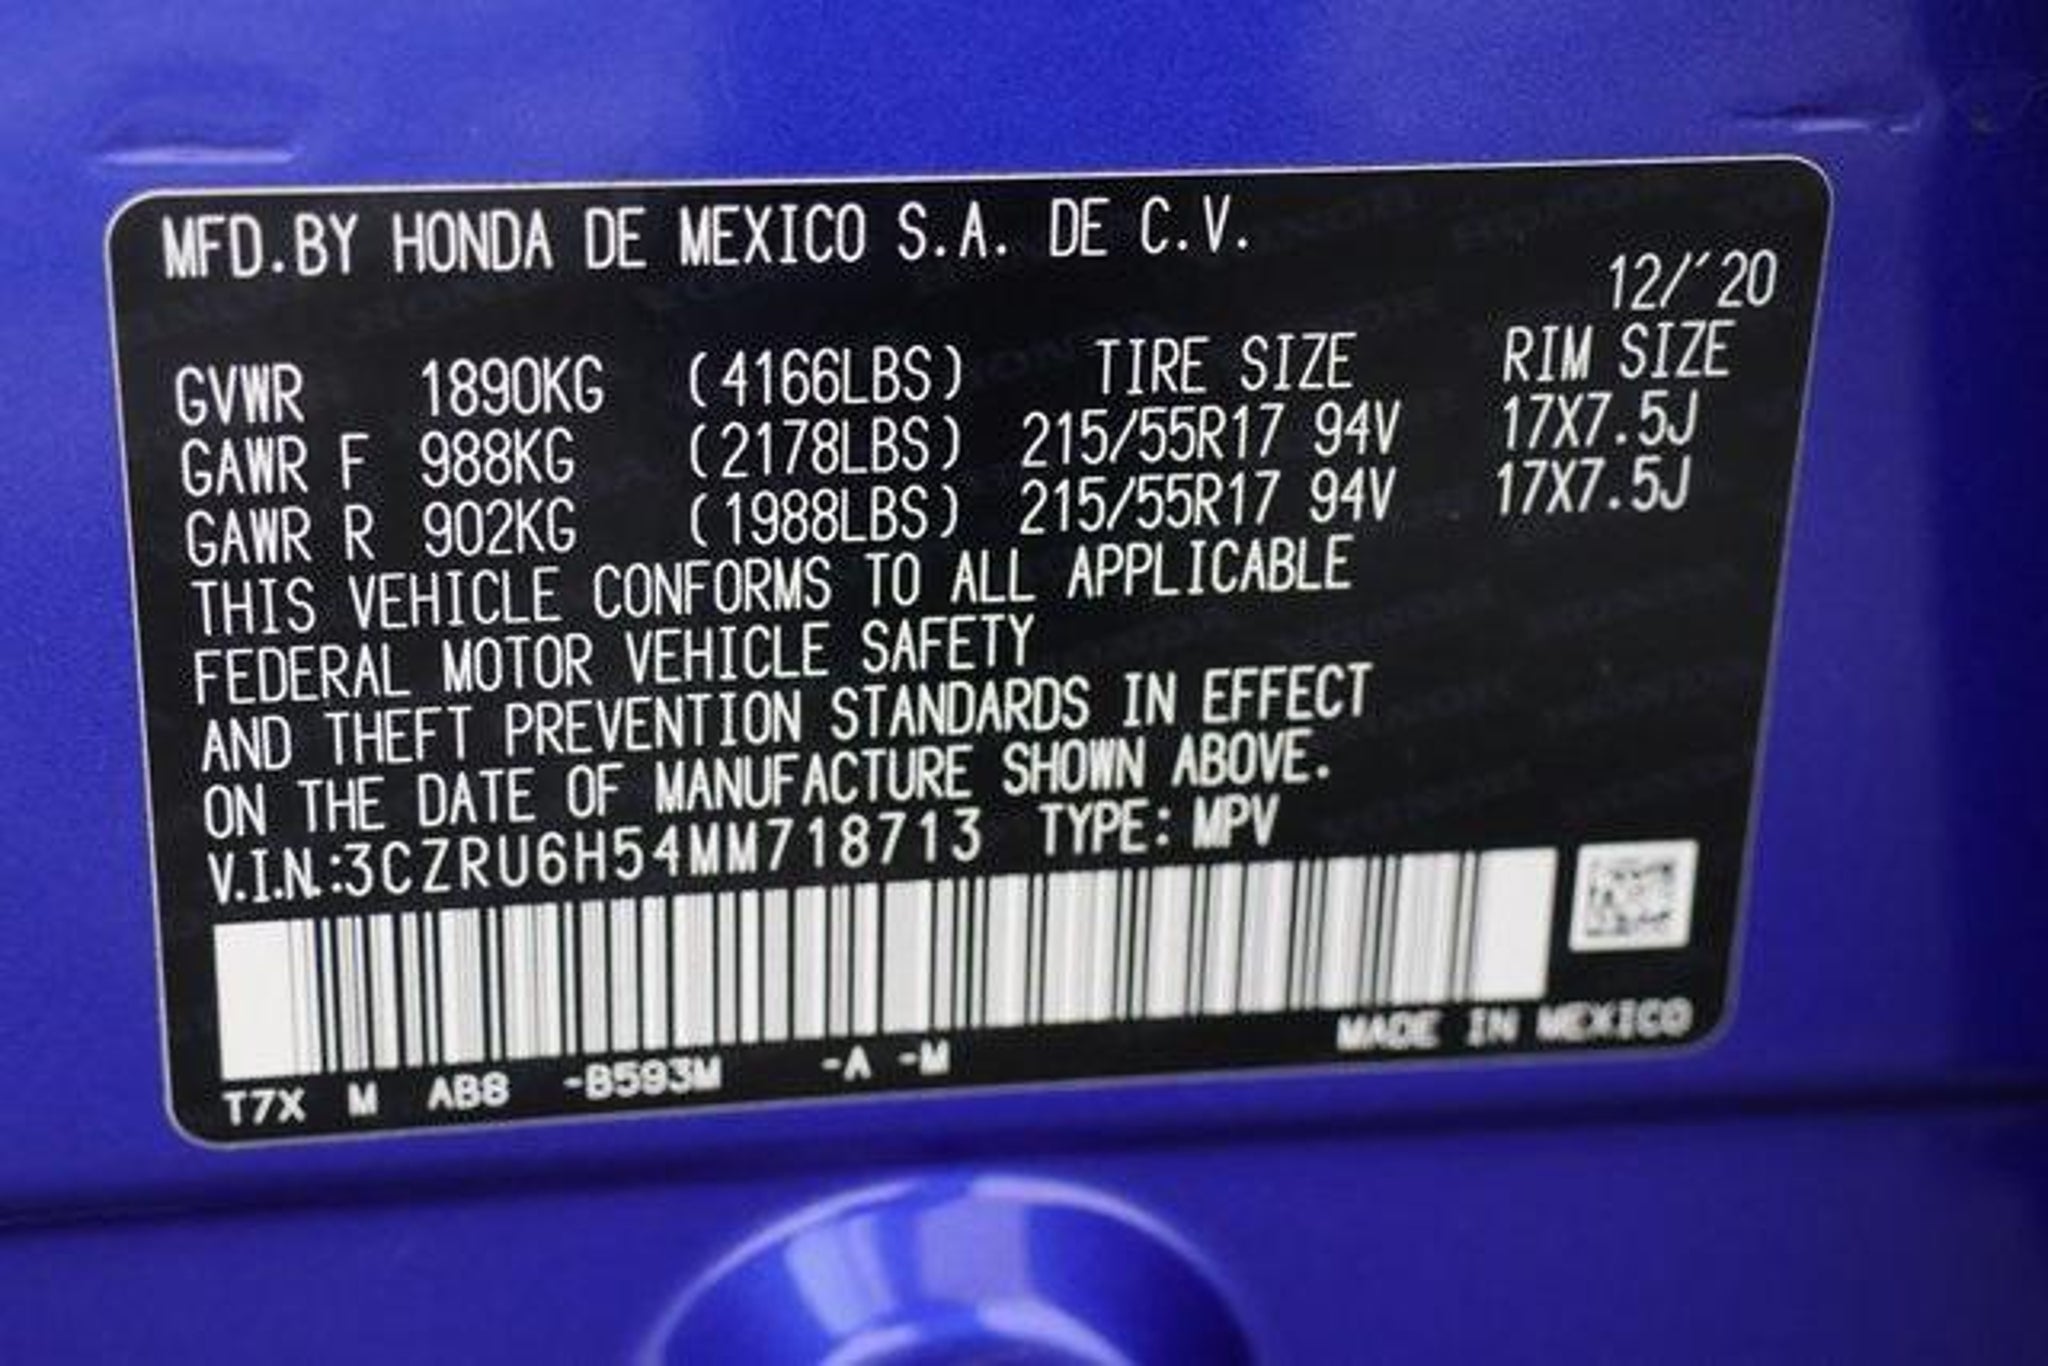 MFD.BY HONDA DE MEXICO S.A. DE C.V.
12/'20
GVWR 1890KG (4166LBS) TIRE SIZE RIM SIZE
GAWR F 988KG (2178LBS) 215/55R17 94V 17X7.5J
GAWR R 902KG (1988LBS) 215/55R17 94V 17X7.5J
THIS VEHICLE CONFORMS TO ALL APPLICABLE
FEDERAL MOTOR VEHICLE SAFETY
AND THEFT PREVENTION STANDARDS IN EFFECT
ON THE DATE OF MANUFACTURE SHOWN ABOVE.
V.I.N.:3CZRU6H54MM718713 TYPE: MPV
MADE IN MEXICO
T7X M AB8 -B593M -A -M